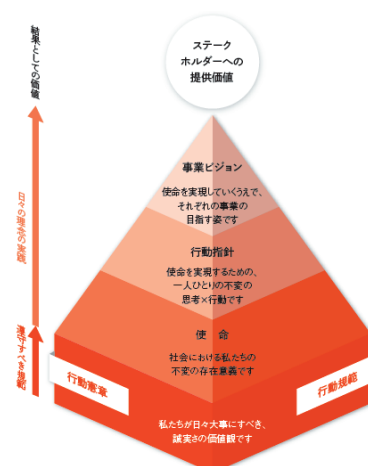 ステーク
ホルダーへの
提供価値
結果としての価値
日々の理念の実践
遵守すべき規範
事業ビジョン
使命を実現していくうえで、
それぞれの事業の
目指す姿です
行動指針
使命を実現するための、
一人ひとりの不変の
思考×行動です
使命
社会における私たちの
不変の存在意義です
行動憲章
行動規範
私たちが日々大事にすべき、
誠実さの価値観です